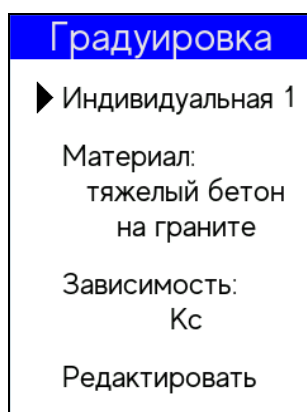 Градуировка
Индивидуальная 1
Материал:
тяжелый бетон
на граните
Зависимость:
Кс
Редактировать